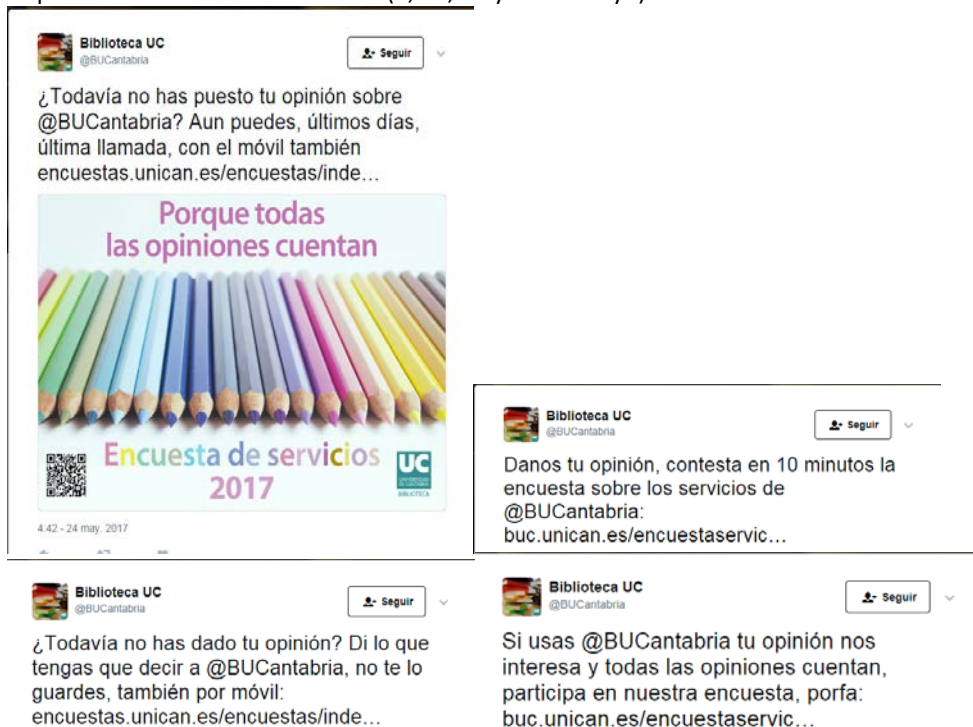 Biblioteca UC
@BUCantabria
Seguir
¿Todavía no has puesto tu opinión sobre
@BUCantabria? Aun puedes, últimos días,
última llamada, con el móvil también
encuestas.unican.es/encuestas/inde...
Porque todas
las opiniones cuentan
Encuesta de servicios
2017
UC
BIBLIOTECA
4:42 - 24 may. 2017
Biblioteca UC
@BUCantabria
Seguir
Danos tu opinión, contesta en 10 minutos la
encuesta sobre los servicios de
@BUCantabria:
buc.unican.es/encuestaservic...
Biblioteca UC
@BUCantabria
Seguir
¿Todavía no has dado tu opinión? Di lo que
tengas que decir a @BUCantabria, no te lo
guardes, también por móvil:
encuestas.unican.es/encuestas/inde...
Biblioteca UC
@BUCantabria
Seguir
Si usas @BUCantabria tu opinión nos
interesa y todas las opiniones cuentan,
participa en nuestra encuesta, porfa:
buc.unican.es/encuestaservic...